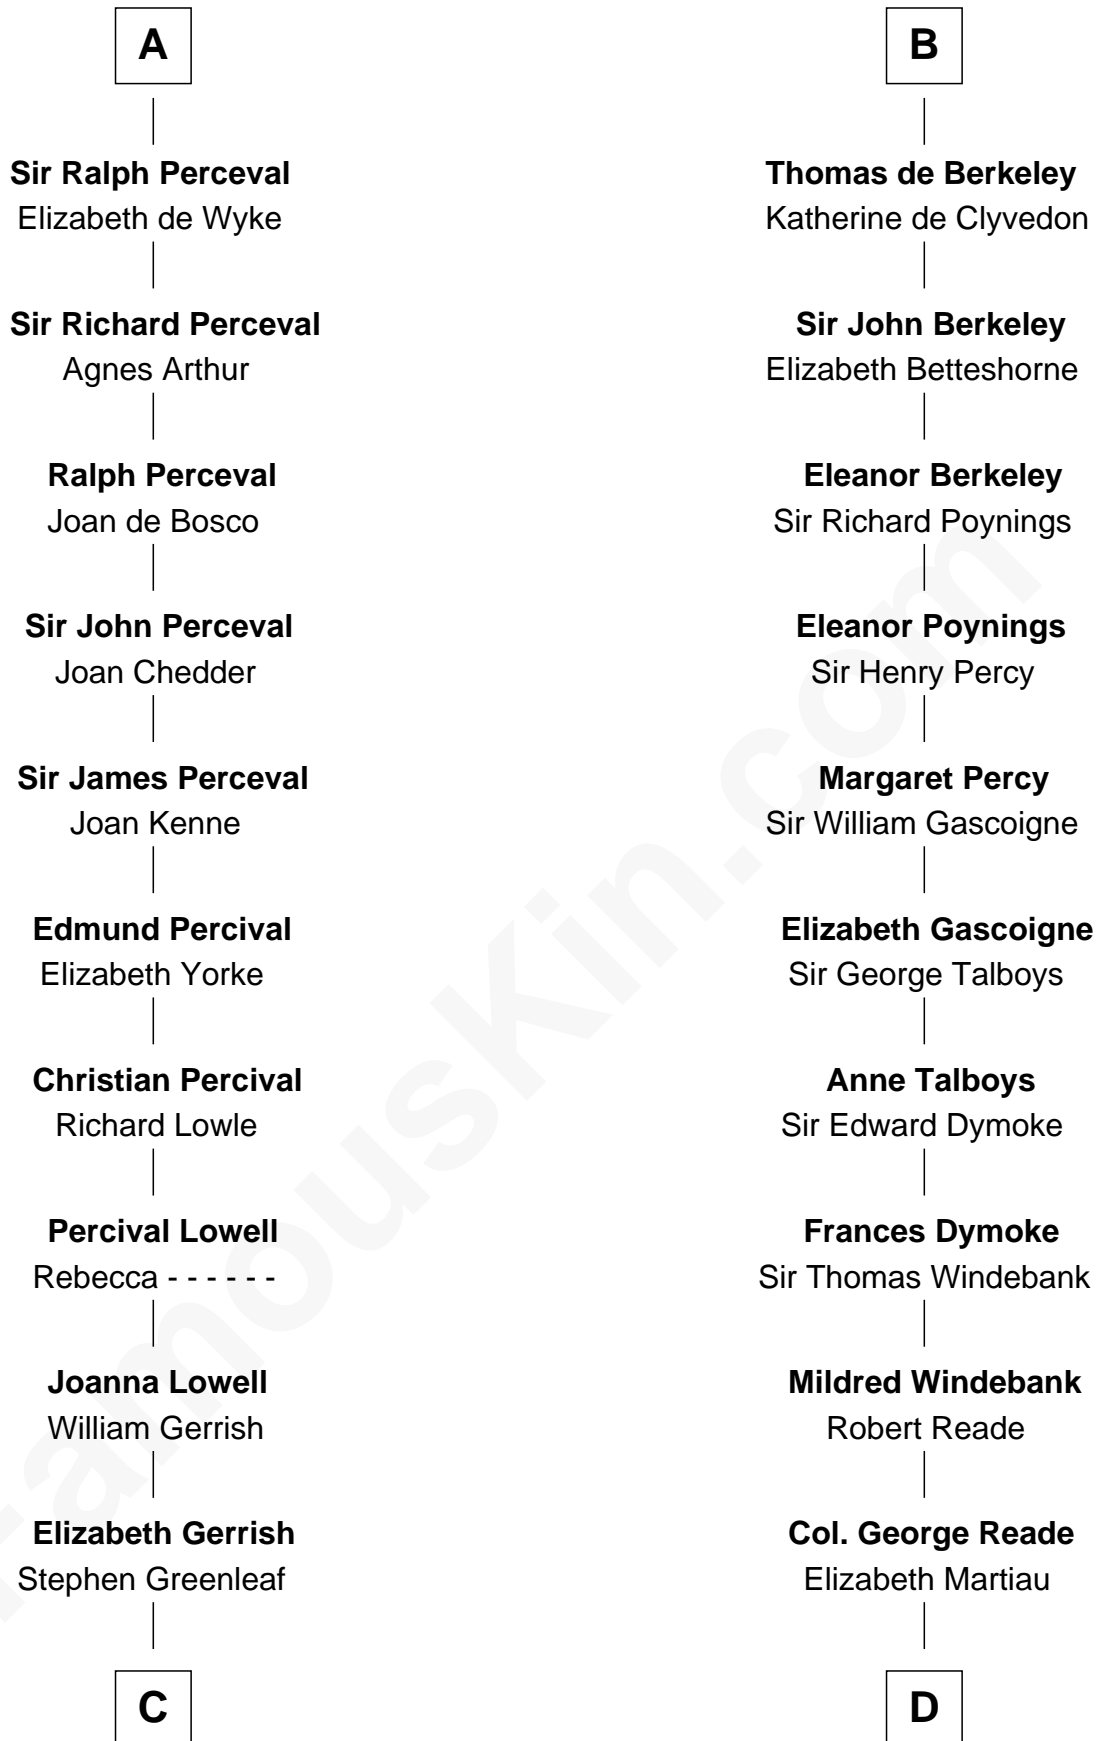 A
Sir Ralph Perceval
Elizabeth de Wyke
Sir Richard Perceval
Agnes Arthur
Ralph Perceval
Joan de Bosco
Sir John Perceval
Joan Chedder
Sir James Perceval
Joan Kenne
Edmund Percival
Elizabeth Yorke
Christian Percival
Richard Lowle
Percival Lowell
Rebecca - - - - - -
Joanna Lowell
William Gerrish
Elizabeth Gerrish
Stephen Greenleaf
C
B
Thomas de Berkeley
Katherine de Clyvedon
Sir John Berkeley
Elizabeth Betteshorne
Eleanor Berkeley
Sir Richard Poynings
Eleanor Poynings
Sir Henry Percy
Margaret Percy
Sir William Gascoigne
Elizabeth Gascoigne
Sir George Talboys
Anne Talboys
Sir Edward Dymoke
Frances Dymoke
Sir Thomas Windebank
Mildred Windebank
Robert Reade
Col. George Reade
Elizabeth Martiau
D
FamousKin.com